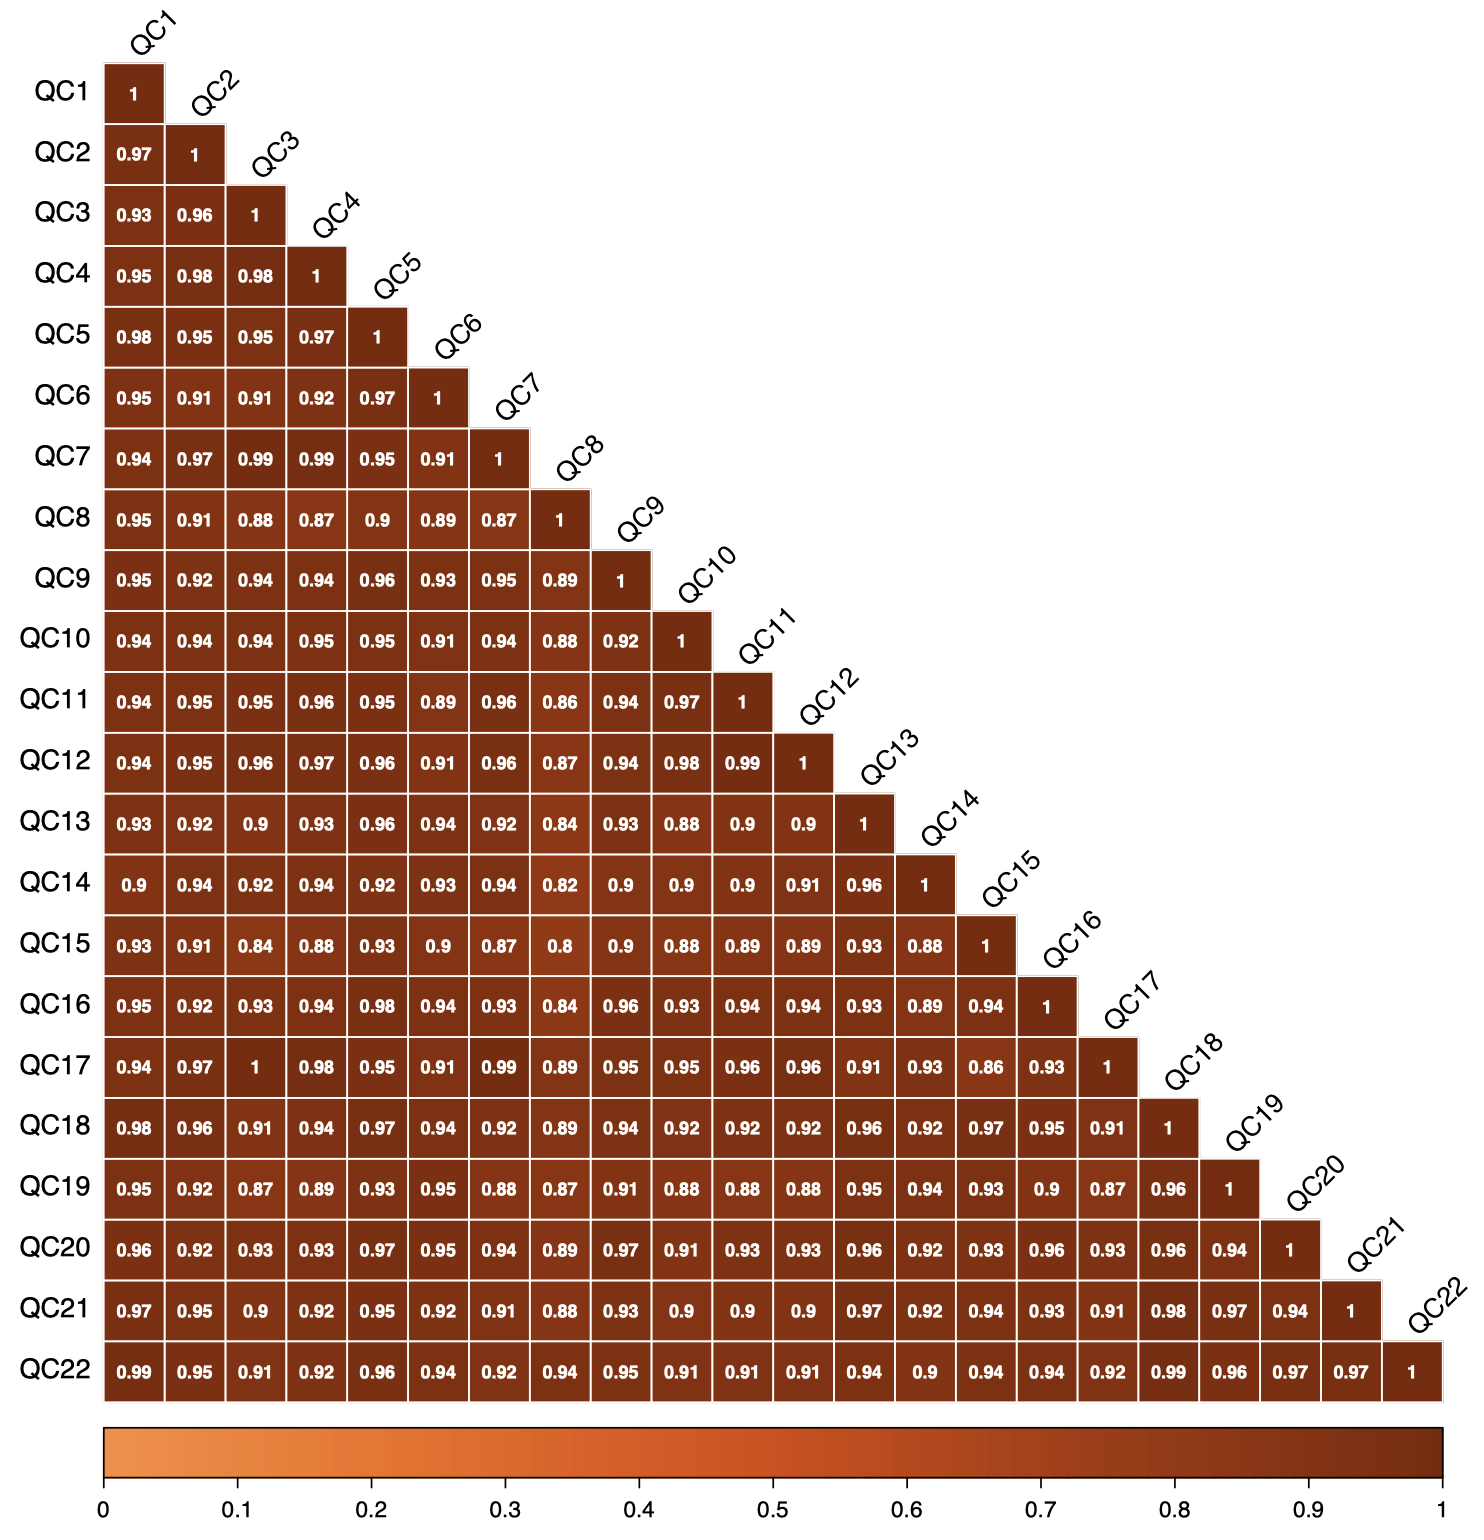 QC1
QC1 1 QC2
QC2 0.97 1 QC3
QC3 0.93 0.96 1 QC4
QC4 0.95 0.98 0.98 1 QC5
QC5 0.98 0.95 0.95 0.97 1 QC6
QC6 0.95 0.91 0.91 0.92 0.97 1 QC7
QC7 0.94 0.97 0.99 0.99 0.95 0.91 1 QC8
QC8 0.95 0.91 0.88 0.87 0.9 0.89 0.87 1 QC9
QC9 0.95 0.92 0.94 0.94 0.96 0.93 0.95 0.89 1 QC10
QC10 0.94 0.94 0.94 0.95 0.95 0.91 0.94 0.88 0.92 1 QC11
QC11 0.94 0.95 0.95 0.96 0.95 0.89 0.96 0.86 0.94 0.97 1 QC12
QC12 0.94 0.95 0.96 0.97 0.96 0.91 0.96 0.87 0.94 0.98 0.99 1 QC13
QC13 0.93 0.92 0.9 0.93 0.96 0.94 0.92 0.84 0.93 0.88 0.9 0.9 1 QC14
QC14 0.9 0.94 0.92 0.94 0.92 0.93 0.94 0.82 0.9 0.9 0.9 0.91 0.96 1 QC15
QC15 0.93 0.91 0.84 0.88 0.93 0.9 0.87 0.8 0.9 0.88 0.89 0.89 0.93 0.88 1 QC16
QC16 0.95 0.92 0.93 0.94 0.98 0.94 0.93 0.84 0.96 0.93 0.94 0.94 0.93 0.89 0.94 1 QC17
QC17 0.94 0.97 1 0.98 0.95 0.91 0.99 0.89 0.95 0.95 0.96 0.96 0.91 0.93 0.86 0.93 1 QC18
QC18 0.98 0.96 0.91 0.94 0.97 0.94 0.92 0.89 0.94 0.92 0.92 0.92 0.96 0.92 0.97 0.95 0.91 1 QC19
QC19 0.95 0.92 0.87 0.89 0.93 0.95 0.88 0.87 0.91 0.88 0.88 0.88 0.95 0.94 0.93 0.9 0.87 0.96 1 QC20
QC20 0.96 0.92 0.93 0.93 0.97 0.95 0.94 0.89 0.97 0.91 0.93 0.93 0.96 0.92 0.93 0.96 0.93 0.96 0.94 1 QC21
QC21 0.97 0.95 0.9 0.92 0.95 0.92 0.91 0.88 0.93 0.9 0.9 0.9 0.97 0.92 0.94 0.93 0.91 0.98 0.97 0.94 1 QC22
QC22 0.99 0.95 0.91 0.92 0.96 0.94 0.92 0.94 0.95 0.91 0.91 0.91 0.94 0.9 0.94 0.94 0.92 0.99 0.96 0.97 0.97 1
0 0.1 0.2 0.3 0.4 0.5 0.6 0.7 0.8 0.9 1